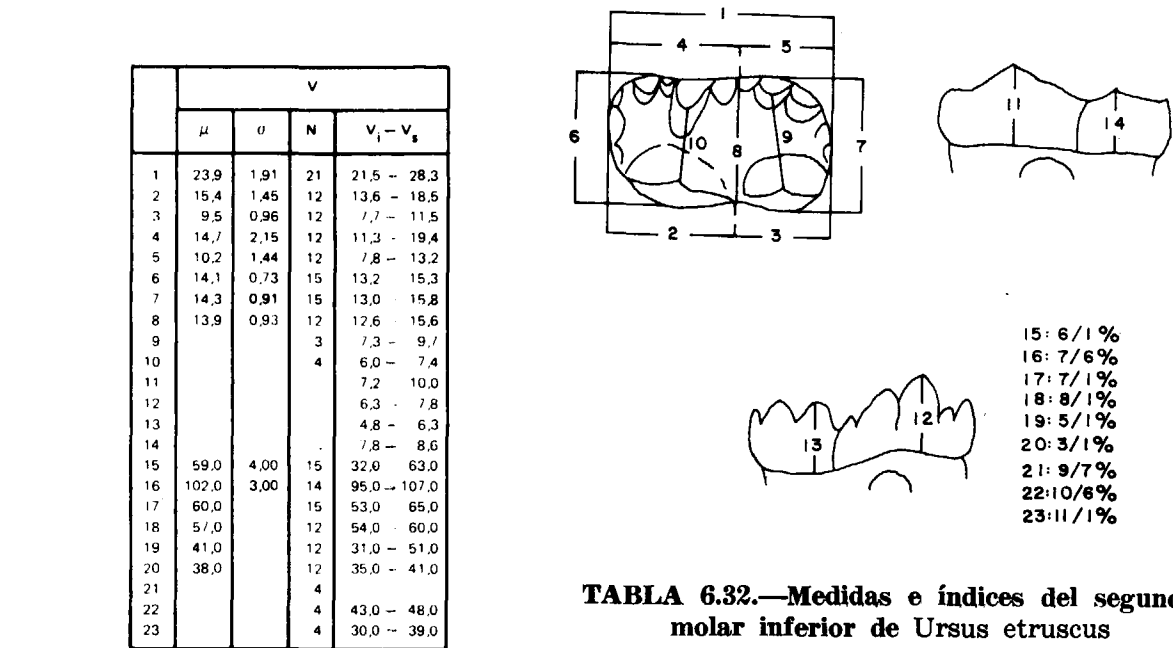 V
μ σ N Vi – Vs
1 23,9 1,91 21 21,5 – 28,3
2 15,4 1,45 12 13,6 – 18,5
3 9,5 0,96 12 7,7 – 11,5
4 14,7 2,15 12 11,3 - 19,4
5 10,2 1,44 12 7,8 – 13,2
6 14,1 0,73 15 13,2 15,3
7 14,3 0,91 15 13,0 15,8
8 13,9 0,93 12 12,6 15,6
9 3 7,3 – 9,7
10 4 6,0 – 7,4
11 7,2 10,0
12 6,3 - 7,8
13 4,8 – 6,3
14 7,8 – 8,6
15 59,0 4,00 15 32,0 63,0
16 102,0 3,00 14 95,0 – 107,0
17 60,0 15 53,0 65,0
18 57,0 12 54,0 60,0
19 41,0 12 31,0 – 51,0
20 38,0 12 35,0 – 41,0
21 4
22 4 43,0 – 48,0
23 4 30,0 – 39,0
1
4 5
6 10 8 9 7
2 3
11 14
13 12
15: 6/1%
16: 7/6%
17: 7/1%
18: 8/1%
19: 5/1%
20: 3/1%
21: 9/7%
22:10/6%
23:11/1%
TABLA 6.32.—Medidas e índices del segun
molar inferior de Ursus etruscus